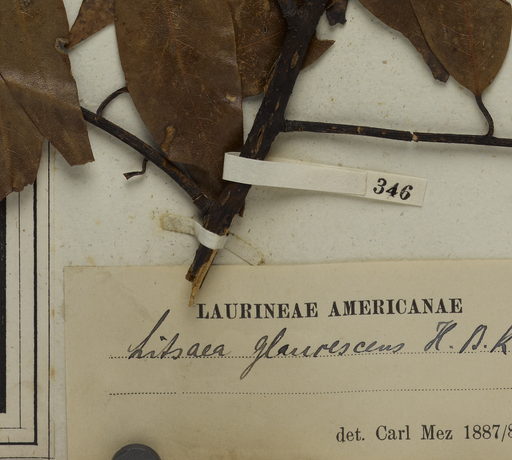 346
LAURINEAE AMERICANAE
Litsaea glaucescens H. B. K
det. Carl Mez 1887/8